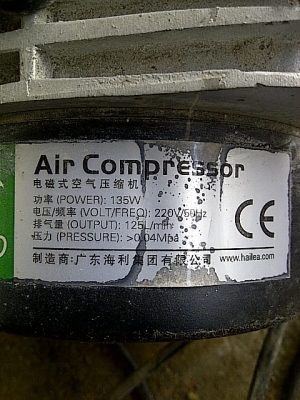 Air Compressor
电磁式空气压缩机
功率 (POWER): 135W
电压/频率 (VOLT/FREQ): 220V/50Hz
排气量 (OUTPUT): 125L/min
压力 (PRESSURE): >0.04Mpa
CE
制造商:广东海利集团有限公司
www.hailea.com